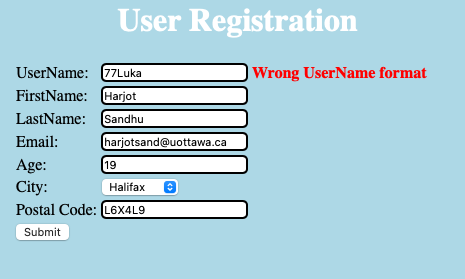 User Registration
UserName: 77Luka Wrong UserName format
FirstName: Harjot
LastName: Sandhu
Email: harjotsand@uottawa.ca
Age: 19
City: Halifax
Postal Code: L6X4L9
Submit